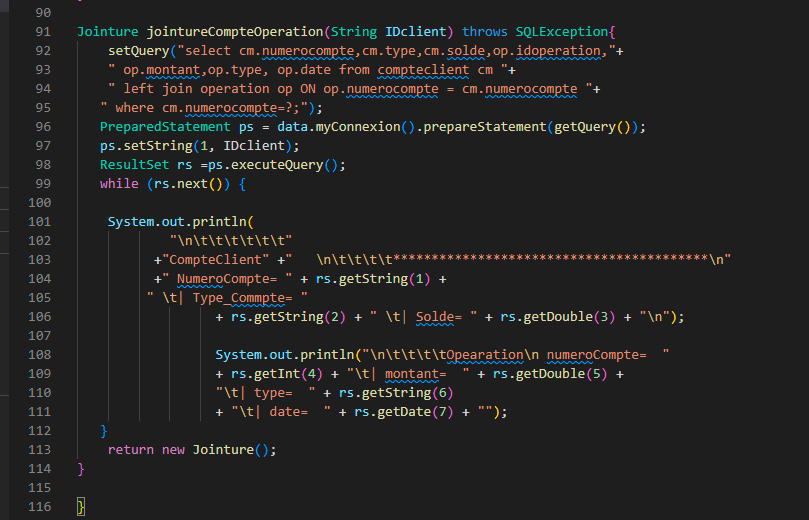 90
91 Jointure jointureCompteOperation(String IDclient) throws SQLException{
92 setQuery("select cm.numerocompte,cm.type,cm.solde,op.idoperation,"+
93 " op.montant,op.type, op.date from compteclient cm "+
94 " left join operation op ON op.numerocompte = cm.numerocompte "+
95 " where cm.numerocompte=?;");
96 PreparedStatement ps = data.myConnexion().prepareStatement(getQuery());
97 ps.setString(1, IDclient);
98 ResultSet rs =ps.executeQuery();
99 while (rs.next()) {
100
101 System.out.println(
102 "\n\t\t\t\t\t\t"
103 +"CompteClient" +"   \n\t\t\t\t*****************************************\n"
104 +" NumeroCompte= " + rs.getString(1) +
105 " \t| Type_Commpte= "
106 + rs.getString(2) + " \t| Solde= " + rs.getDouble(3) + "\n");
107
108 System.out.println("\n\t\t\t\tOpearation\n numeroCompte=  "
109 + rs.getInt(4) + "\t| montant=  " + rs.getDouble(5) +
110 "\t| type=  " + rs.getString(6)
111 + "\t| date=  " + rs.getDate(7) + "");
112 }
113 return new Jointure();
114 }
115
116 }